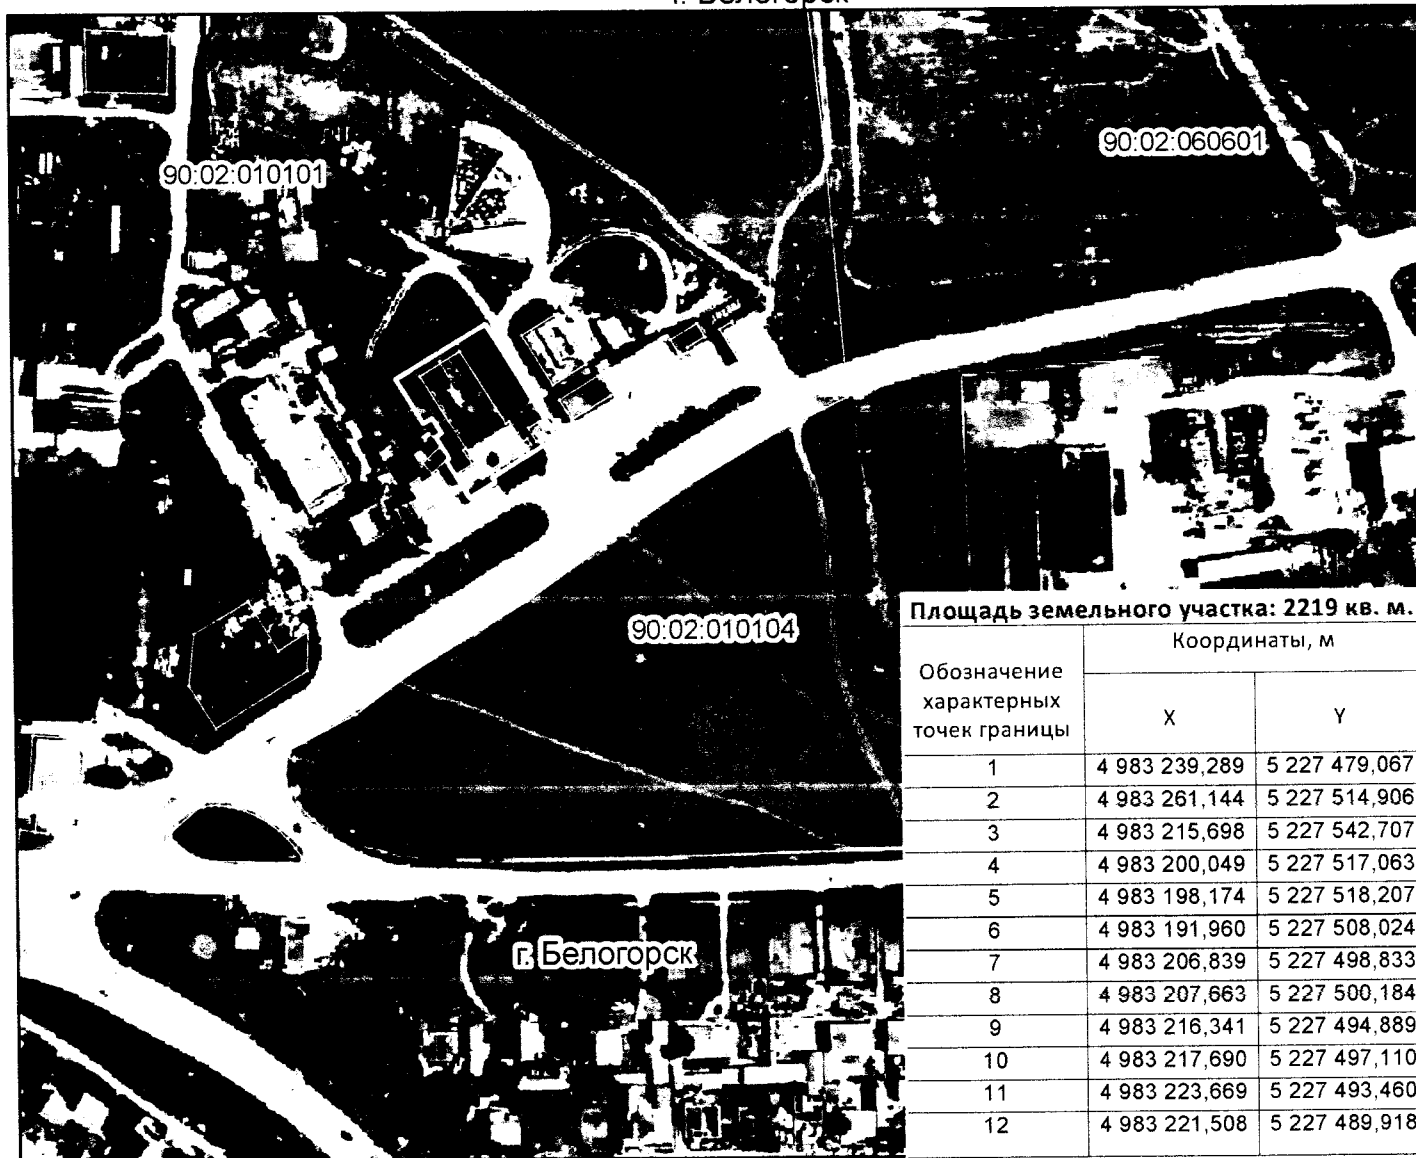 г. Белогорск
90:02:060601
90:02:010101
90:02:010104
г. Белогорск
Площадь земельного участка: 2219 кв. м.
Обозначение характерных точек границы Координаты, м
X Y
1 4 983 239,289 5 227 479,067
2 4 983 261,144 5 227 514,906
3 4 983 215,698 5 227 542,707
4 4 983 200,049 5 227 517,063
5 4 983 198,174 5 227 518,207
6 4 983 191,960 5 227 508,024
7 4 983 206,839 5 227 498,833
8 4 983 207,663 5 227 500,184
9 4 983 216,341 5 227 494,889
10 4 983 217,690 5 227 497,110
11 4 983 223,669 5 227 493,460
12 4 983 221,508 5 227 489,918